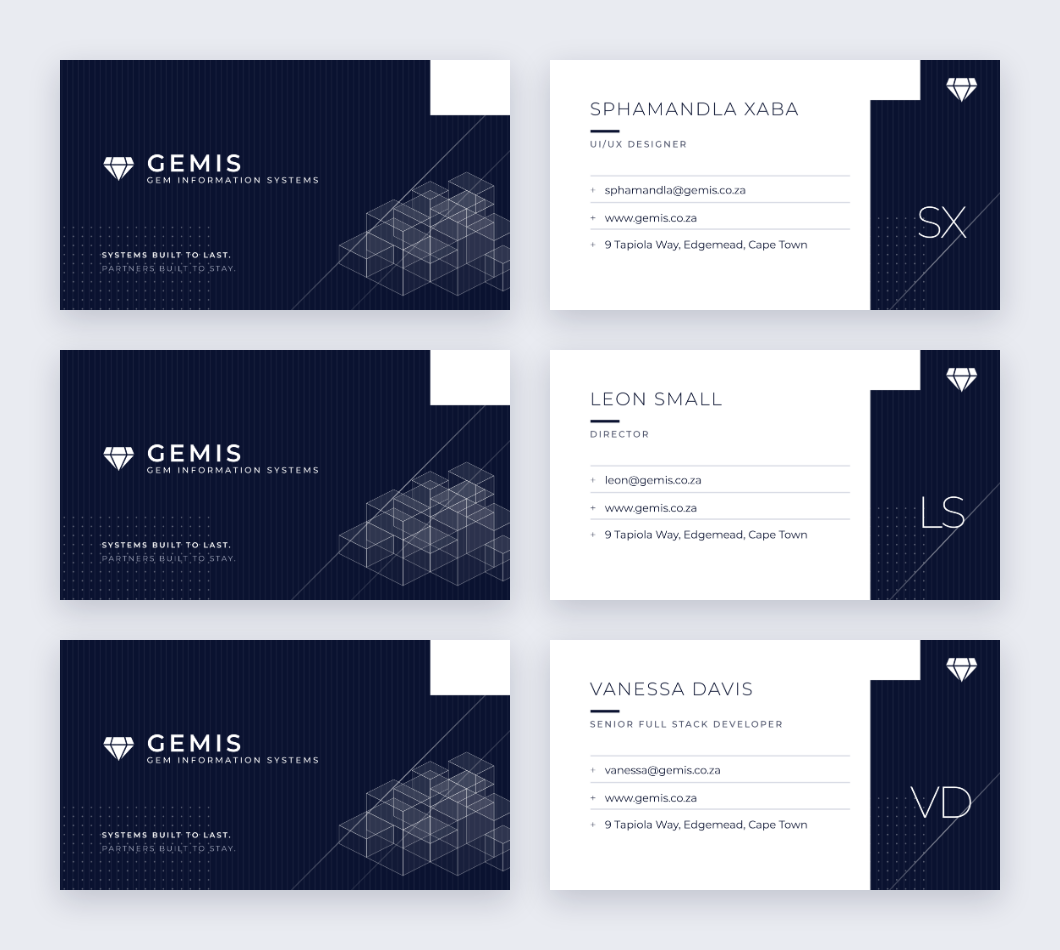 GEMIS
GEM INFORMATION SYSTEMS
SYSTEMS BUILT TO LAST.
PARTNERS BUILT TO STAY.
SPHAMANDLA XABA
UI/UX DESIGNER
+ sphamandla@gemis.co.za
+ www.gemis.co.za
+ 9 Tapiola Way, Edgemead, Cape Town
SX
GEMIS
GEM INFORMATION SYSTEMS
SYSTEMS BUILT TO LAST.
PARTNERS BUILT TO STAY.
LEON SMALL
DIRECTOR
+ leon@gemis.co.za
+ www.gemis.co.za
+ 9 Tapiola Way, Edgemead, Cape Town
LS
GEMIS
GEM INFORMATION SYSTEMS
SYSTEMS BUILT TO LAST.
PARTNERS BUILT TO STAY.
VANESSA DAVIS
SENIOR FULL STACK DEVELOPER
+ vanessa@gemis.co.za
+ www.gemis.co.za
+ 9 Tapiola Way, Edgemead, Cape Town
VD